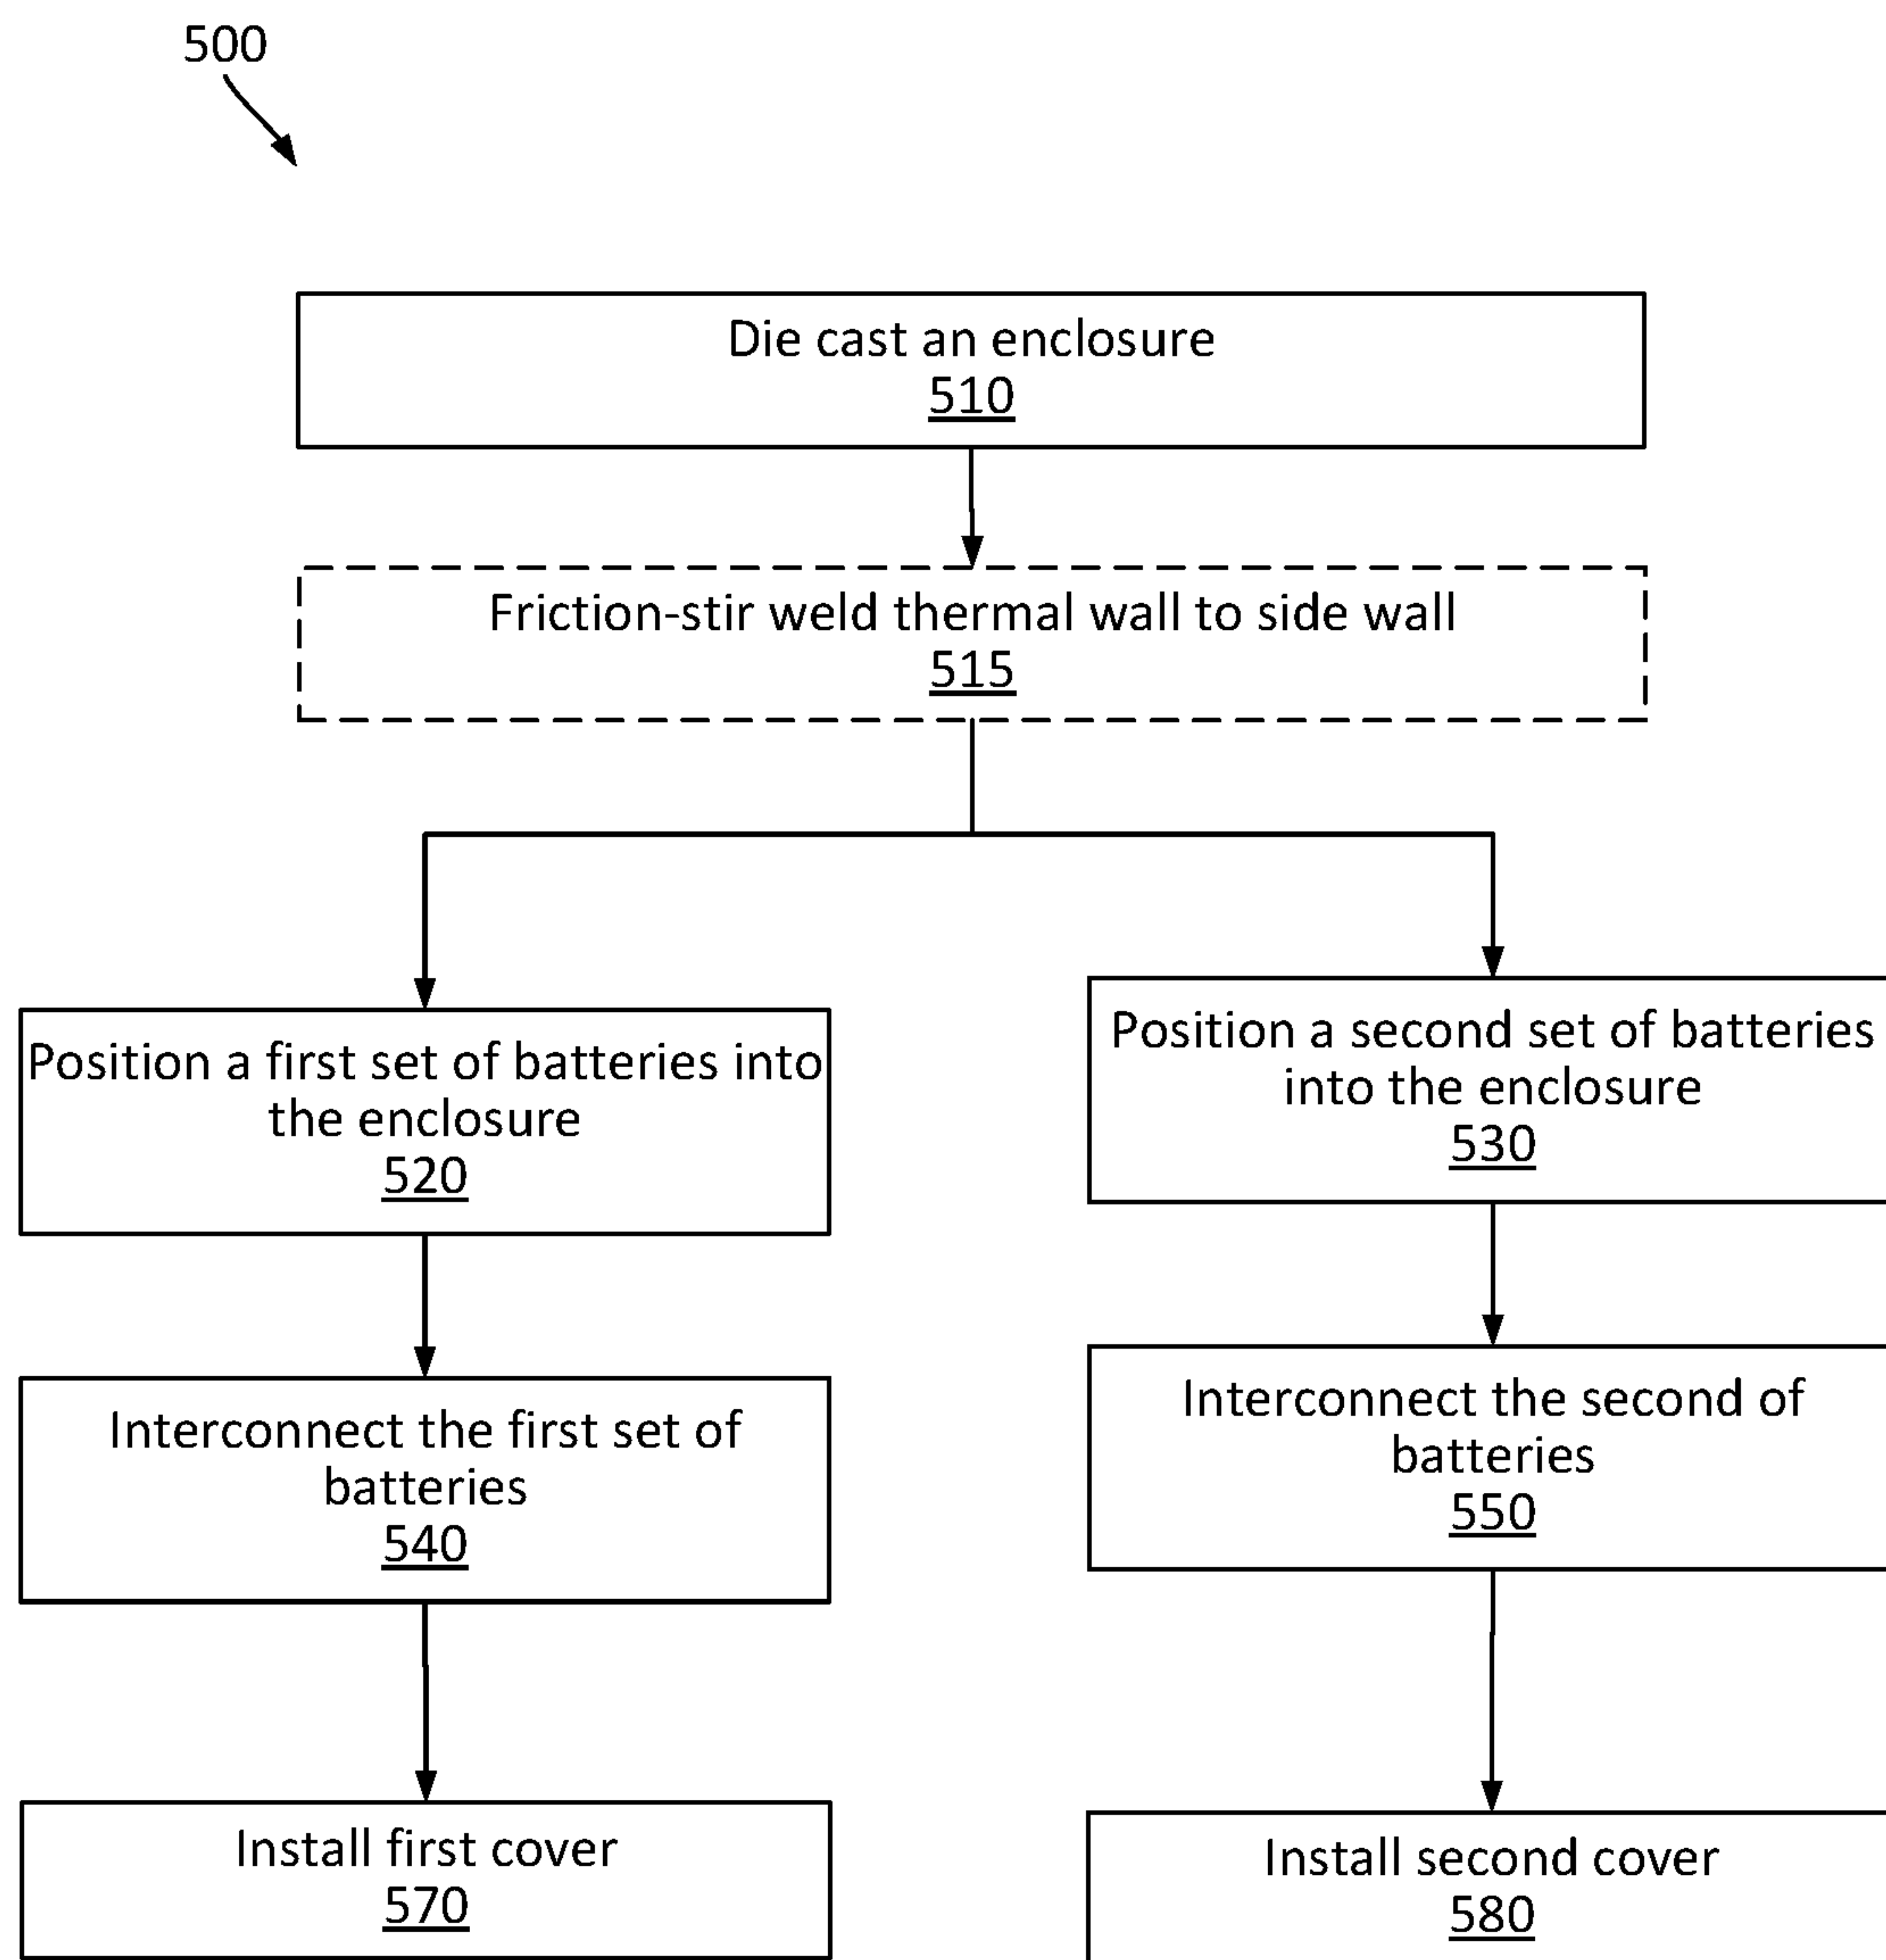 500
Die cast an enclosure
510
Friction-stir weld thermal wall to side wall
515
Position a first set of batteries into
the enclosure
520
Position a second set of batteries
into the enclosure
530
Interconnect the first set of
batteries
540
Interconnect the second of
batteries
550
Install first cover
570
Install second cover
580